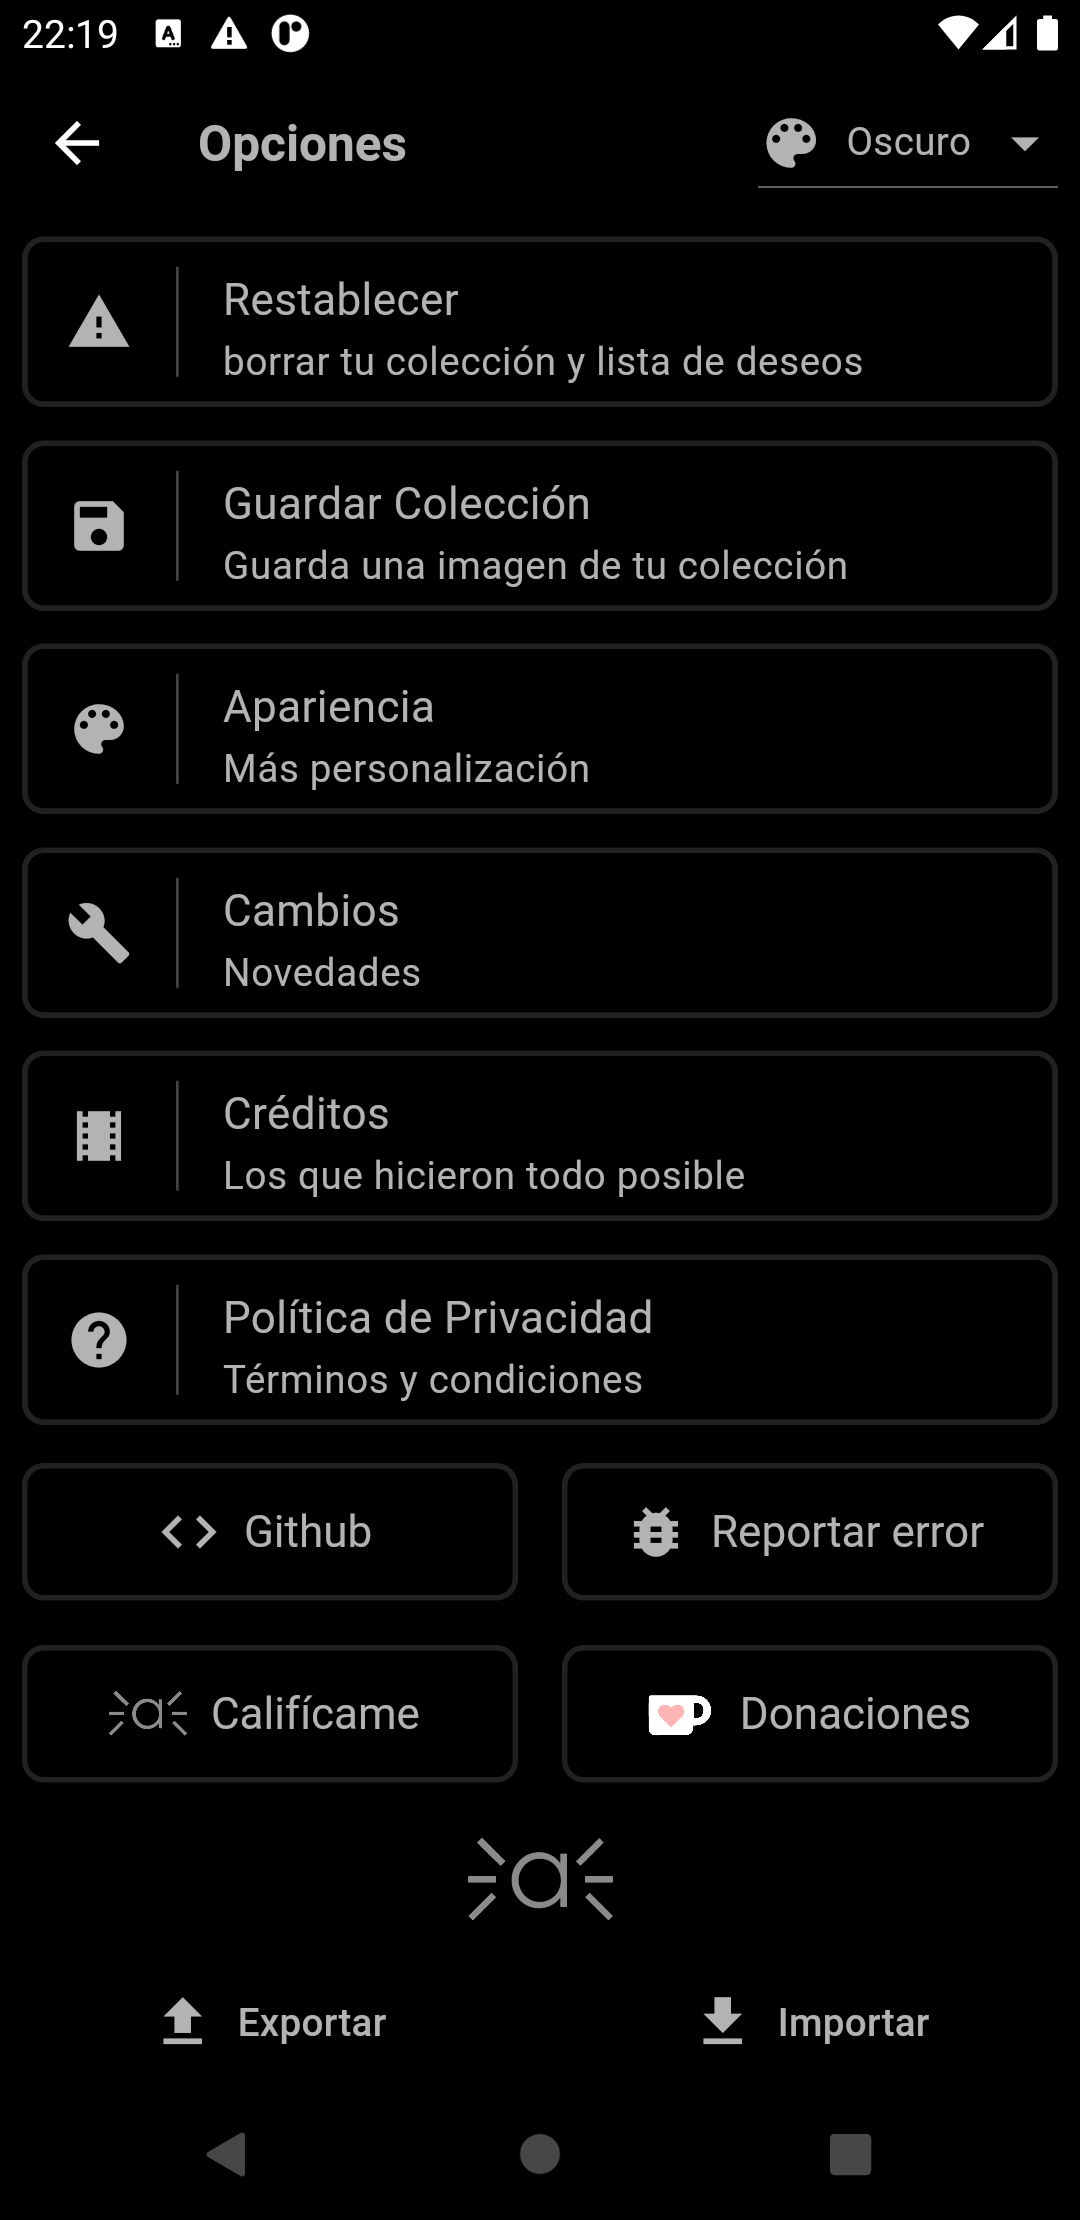 22:19
Opciones
Oscuro
Restablecer
borrar tu colección y lista de deseos
Guardar Colección
Guarda una imagen de tu colección
Apariencia
Más personalización
Cambios
Novedades
Créditos
Los que hicieron todo posible
Política de Privacidad
Términos y condiciones
Github
Reportar error
Califícame
Donaciones
Exportar
Importar